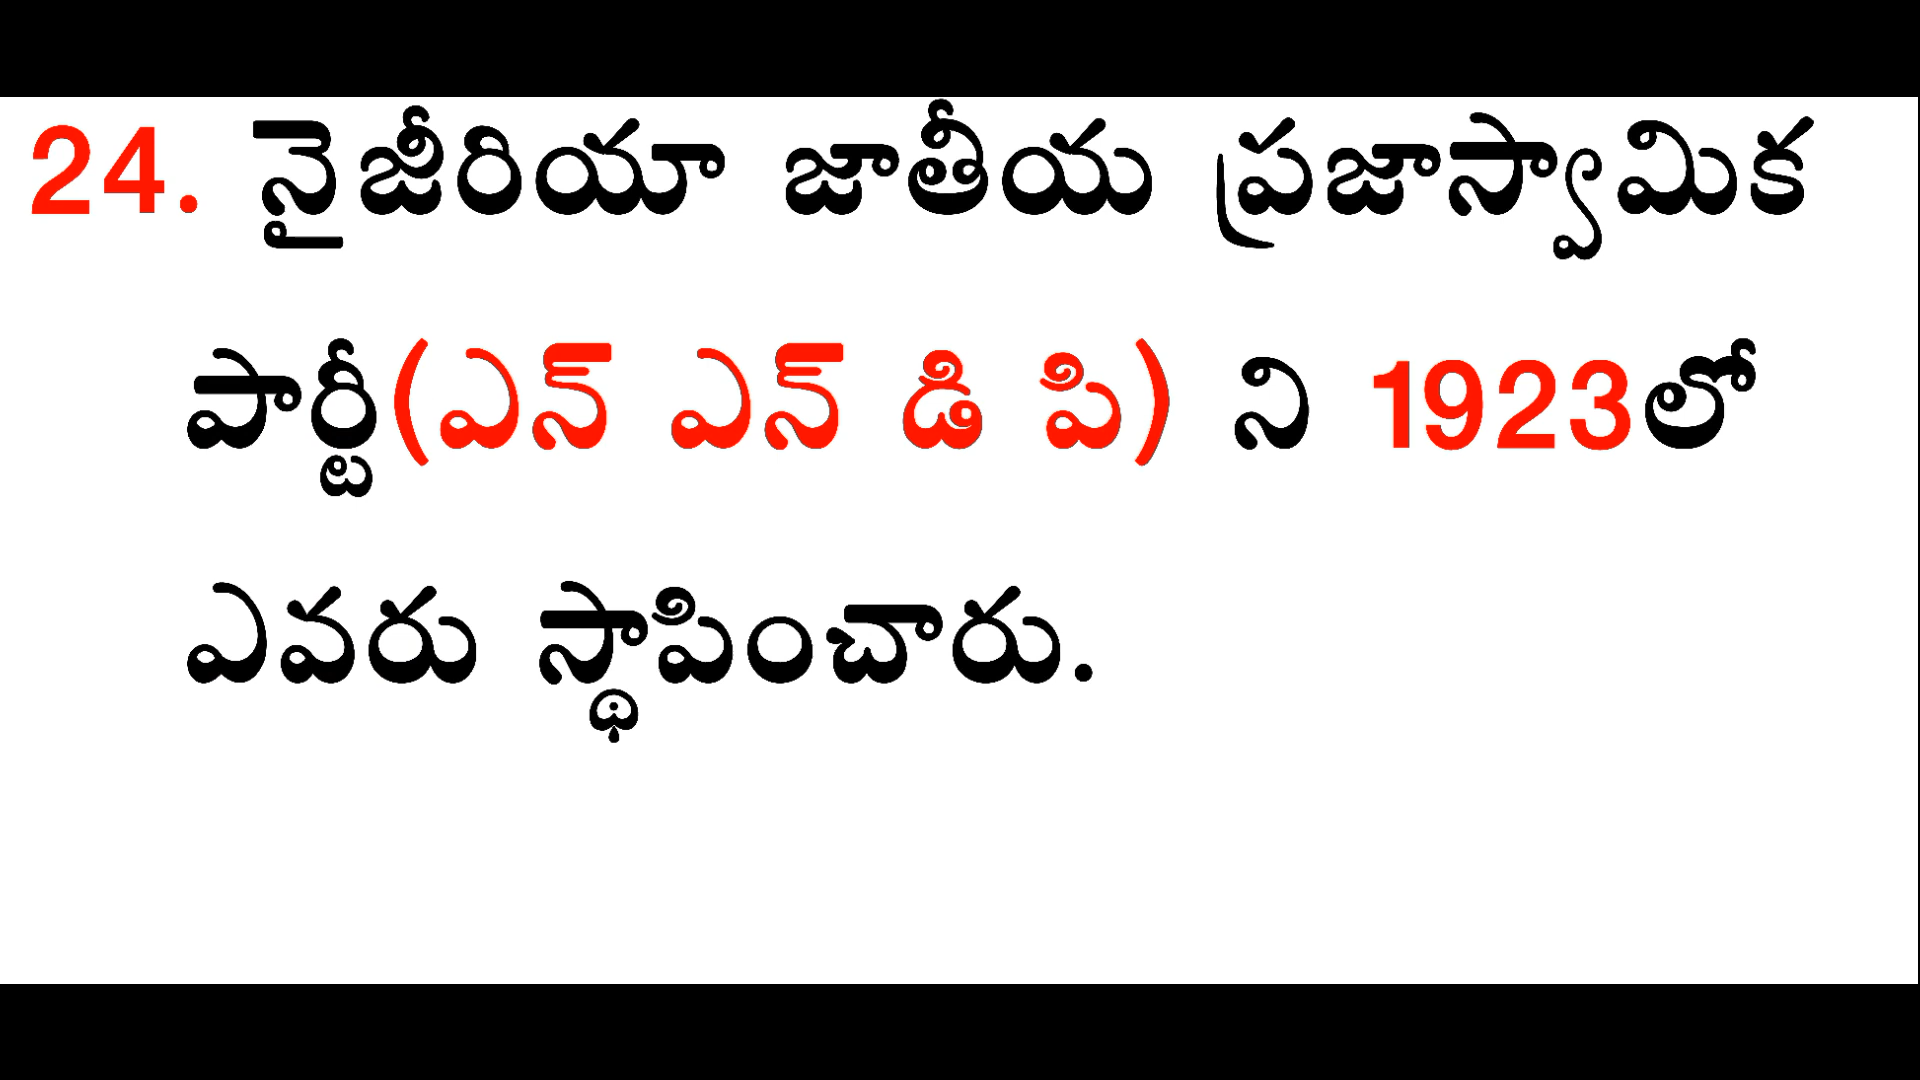 24. నైజీరియా జాతీయ ప్రజాస్వామిక
పార్టీ(ఎన్ ఎన్ డి పి) ని 1923లో
ఎవరు స్థాపించారు.